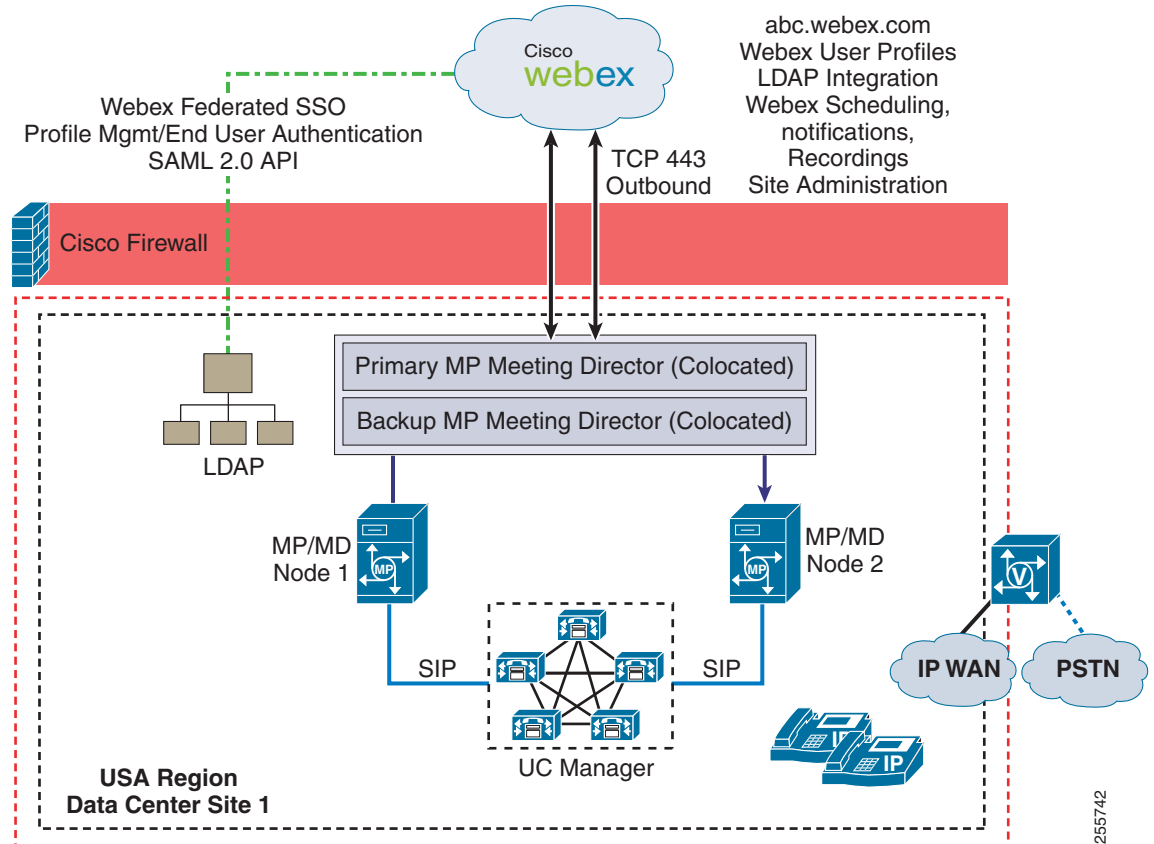 Cisco
webex
abc.webex.com
Webex User Profiles
LDAP Integration
Webex Scheduling,
notifications,
Recordings
Site Administration
Webex Federated SSO
Profile Mgmt/End User Authentication
SAML 2.0 API
TCP 443
Outbound
Cisco Firewall
Primary MP Meeting Director (Colocated)
Backup MP Meeting Director (Colocated)
LDAP
MP/MD
Node 1
MP
MP/MD
Node 2
MP
V
SIP
SIP
IP WAN
PSTN
UC Manager
IP
IP
USA Region
Data Center Site 1
255742